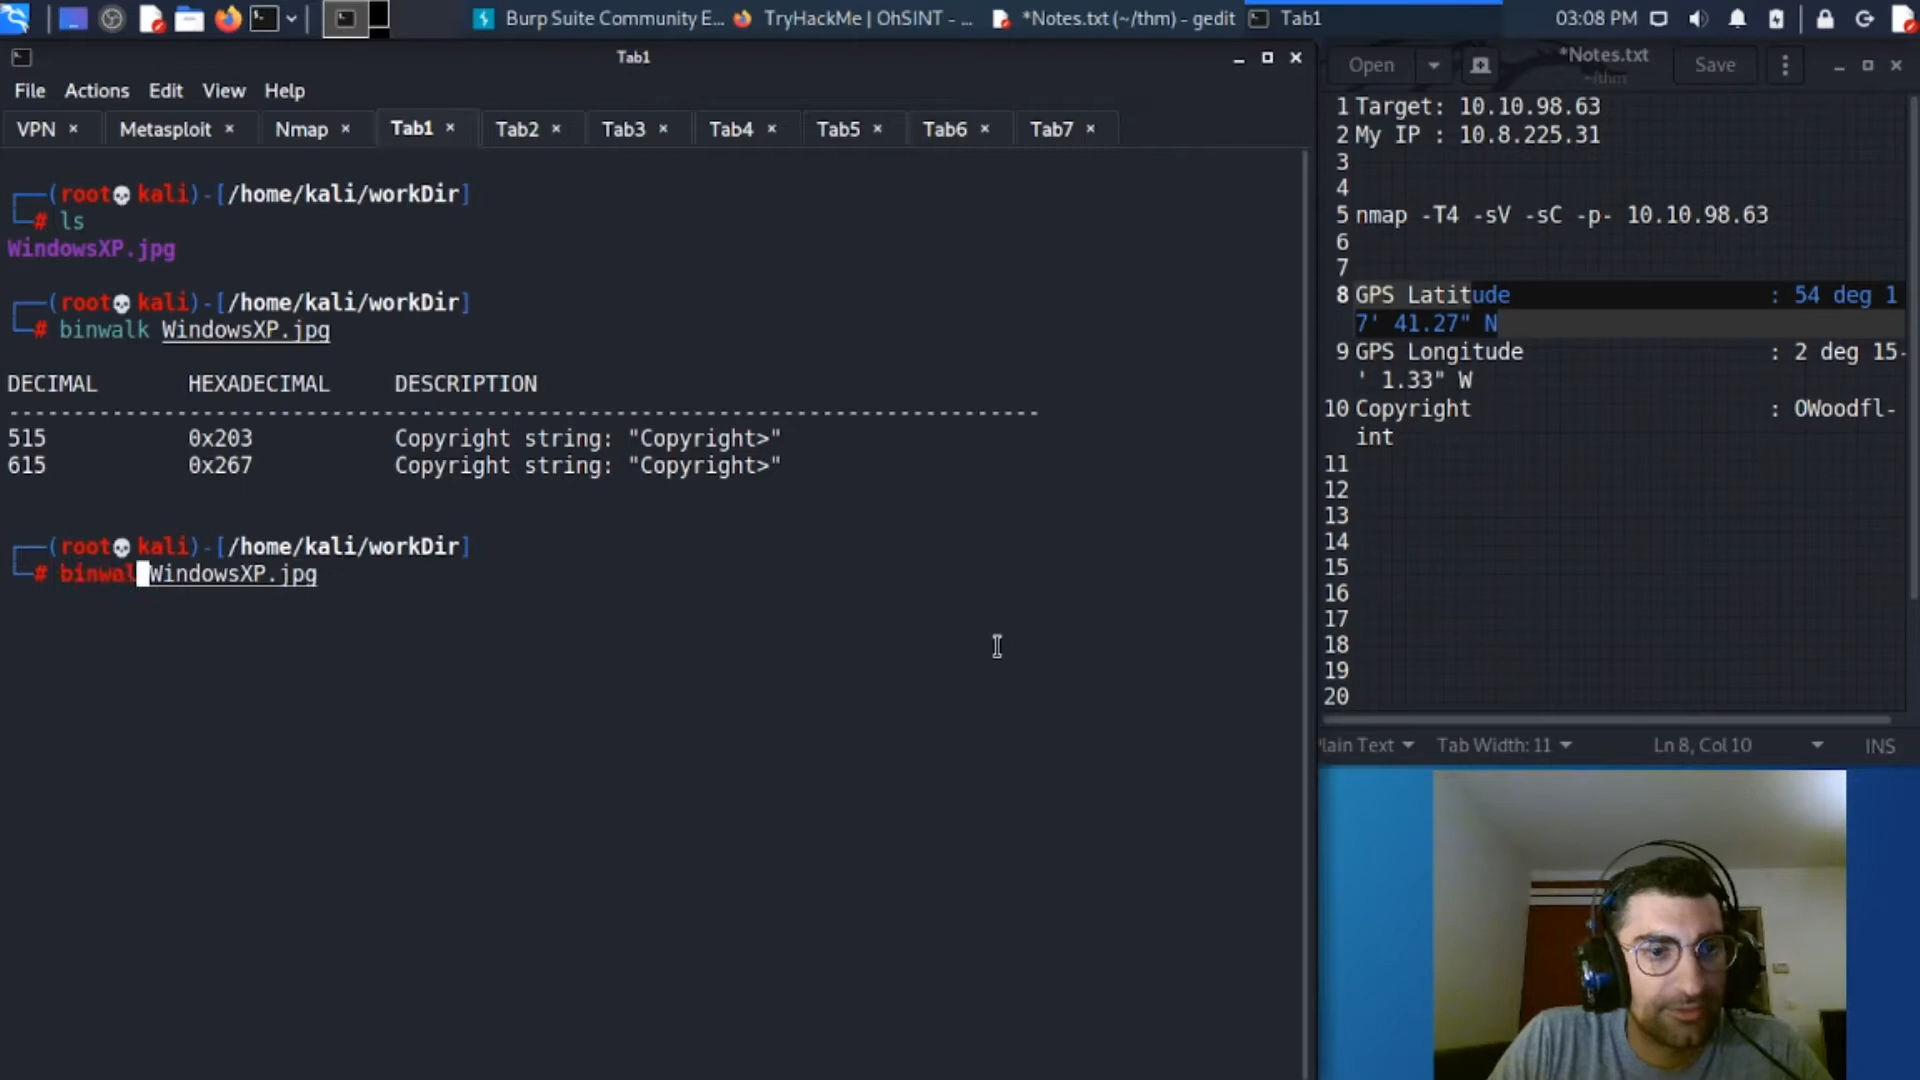 Burp Suite Community E... TryHackMe | OhSINT - ... *Notes.txt (~/thm) - gedit Tab1 03:08 PM
Tab1
File Actions Edit View Help
VPN × Metasploit × Nmap × Tab1 × Tab2 × Tab3 × Tab4 × Tab5 × Tab6 × Tab7 ×
┌──(root💀kali)-[/home/kali/workDir]
└─# ls
WindowsXP.jpg
┌──(root💀kali)-[/home/kali/workDir]
└─# binwalk WindowsXP.jpg
DECIMAL HEXADECIMAL DESCRIPTION
--------------------------------------------------------------------------------
515 0x203 Copyright string: "Copyright>"
615 0x267 Copyright string: "Copyright>"
┌──(root💀kali)-[/home/kali/workDir]
└─# binwal WindowsXP.jpg
Open *Notes.txt Save
~/thm
1 Target: 10.10.98.63
2 My IP : 10.8.225.31
3
4
5 nmap -T4 -sV -sC -p- 10.10.98.63
6
7
8 GPS Latitude : 54 deg 1
7' 41.27" N
9 GPS Longitude : 2 deg 15-
' 1.33" W
10 Copyright : OWoodfl-
int
11
12
13
14
15
16
17
18
19
20
lain Text Tab Width: 11 Ln 8, Col 10 INS